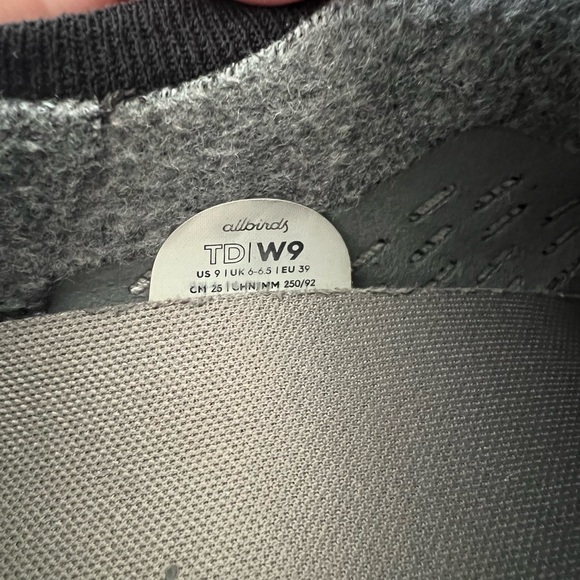 allbirds
TD|W9
US 9 | UK 6-6.5 | EU 39
CM 25 | CHN/MM 250/92